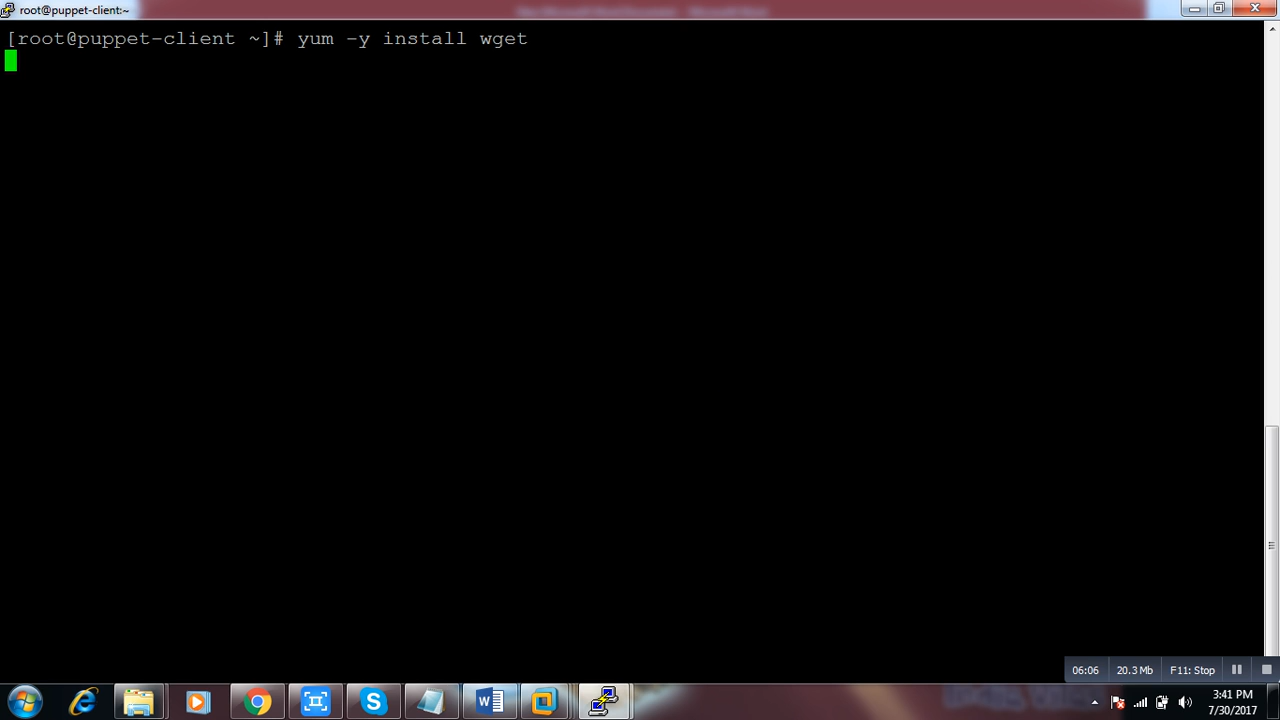 root@puppet-client:~
[root@puppet-client ~]# yum -y install wget
06:06 20.3 Mb F11: Stop
3:41 PM
7/30/2017